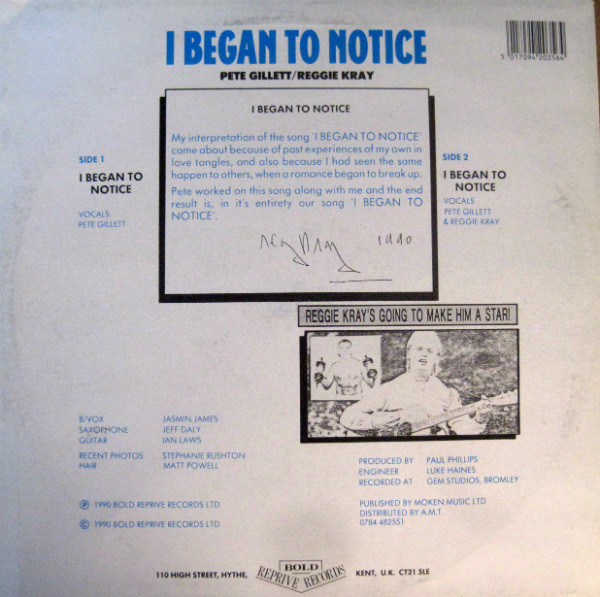 I BEGAN TO NOTICE
PETE GILLETT/REGGIE KRAY
5 017094 203564
I BEGAN TO NOTICE
My interpretation of the song 'I BEGAN TO NOTICE'
came about because of past experiences of my own in
love tangles, and also because I had seen the same
happen to others, when a romance began to break up.
Pete worked on this song along with me and the end
result is, in it's entirety our song 'I BEGAN TO
NOTICE'.
Reg Kray 1990
SIDE 1
I BEGAN TO
NOTICE
VOCALS
PETE GILLETT
SIDE 2
I BEGAN TO
NOTICE
VOCALS
PETE GILLETT
& REGGIE KRAY
REGGIE KRAY'S GOING TO MAKE HIM A STAR!
B/VOX JASMIN JAMES
SAXOPHONE JEFF DALY
GUITAR IAN LAWS
RECENT PHOTOS STEPHANIE RUSHTON
HAIR MATT POWELL
PRODUCED BY PAUL PHILLIPS
ENGINEER LUKE HAINES
RECORDED AT GEM STUDIOS, BROMLEY
PUBLISHED BY MOKEN MUSIC LTD
DISTRIBUTED BY A.M.T.
0784 482551
℗ 1990 BOLD REPRIVE RECORDS LTD
© 1990 BOLD REPRIVE RECORDS LTD
110 HIGH STREET, HYTHE, BOLD REPRIVE RECORDS KENT, U.K. CT21 5LE